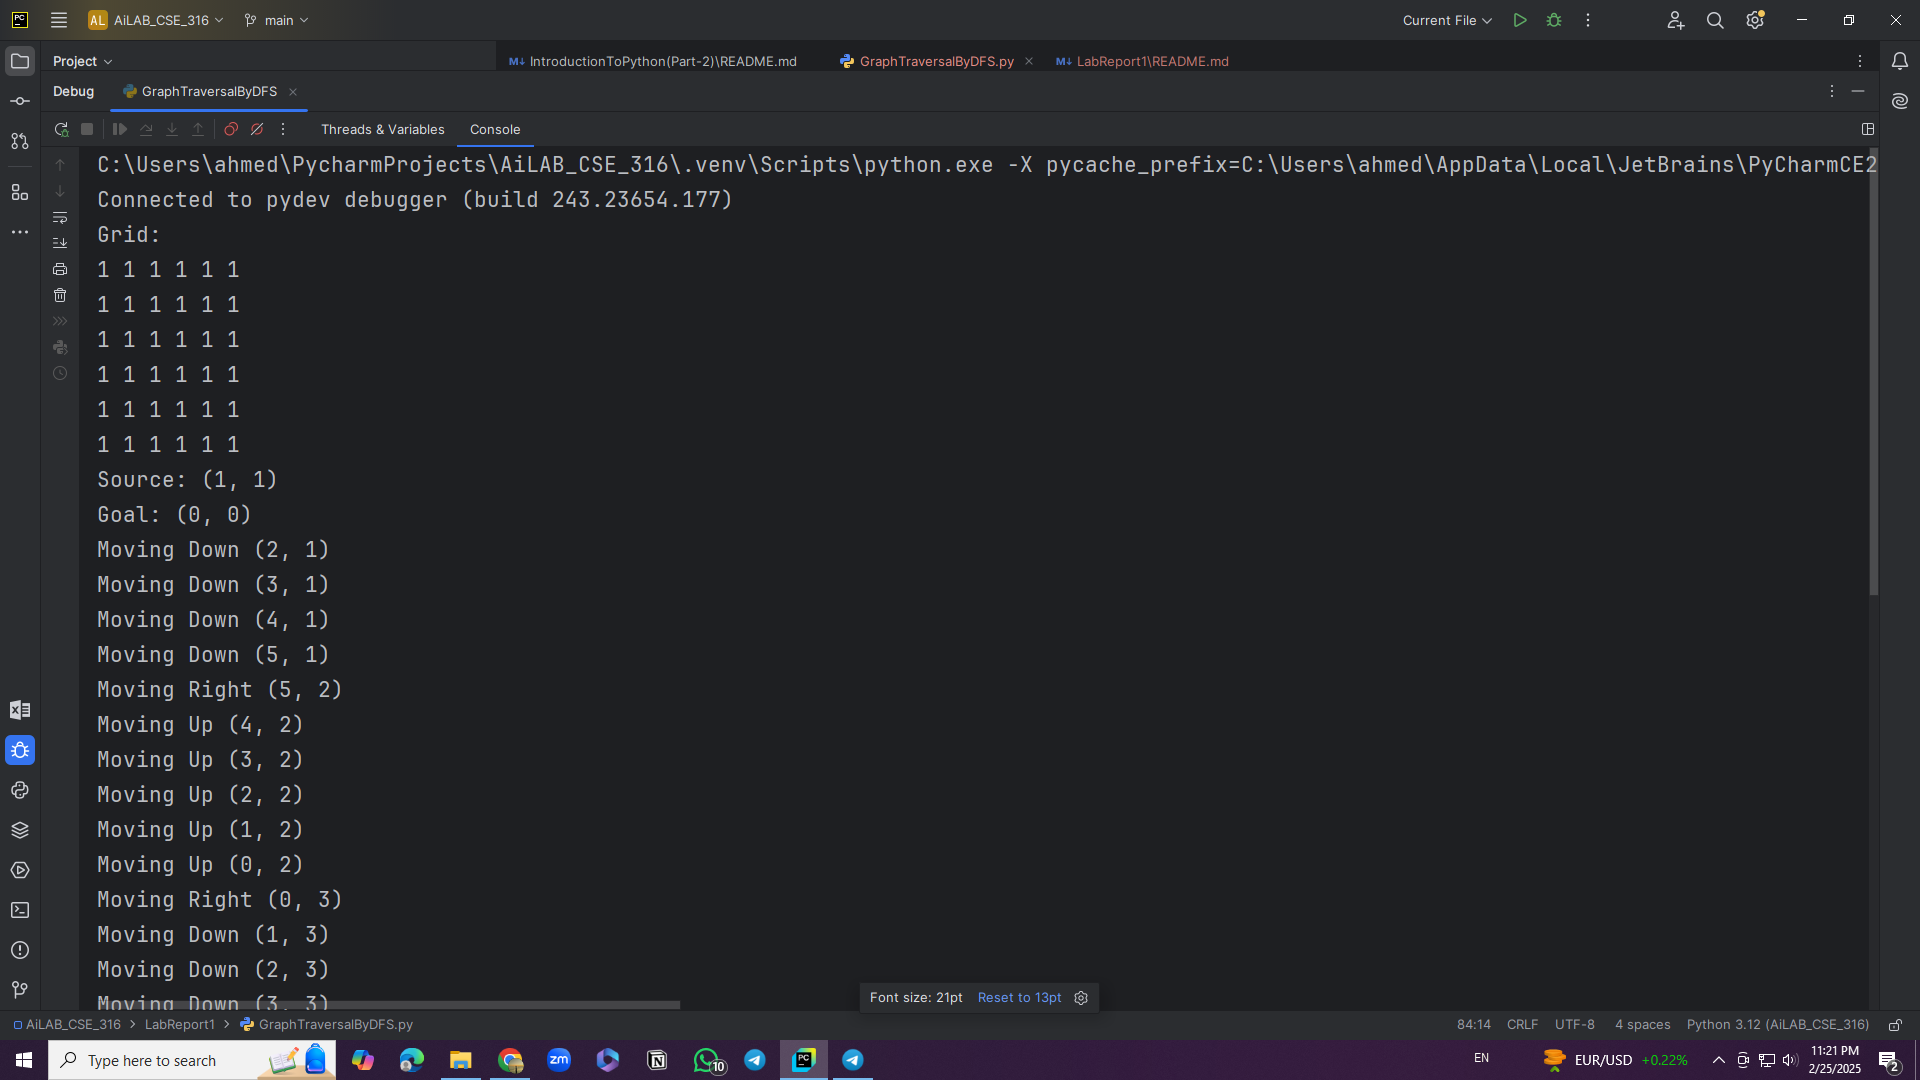 PC
AL AiLAB_CSE_316
main
Current File
Project
IntroductionToPython(Part-2)\README.md
GraphTraversalByDFS.py
LabReport1\README.md
Debug
GraphTraversalByDFS
Threads & Variables
Console
C:\Users\ahmed\PycharmProjects\AiLAB_CSE_316\.venv\Scripts\python.exe -X pycache_prefix=C:\Users\ahmed\AppData\Local\JetBrains\PyCharmCE2
Connected to pydev debugger (build 243.23654.177)
Grid:
1 1 1 1 1 1
1 1 1 1 1 1
1 1 1 1 1 1
1 1 1 1 1 1
1 1 1 1 1 1
1 1 1 1 1 1
Source: (1, 1)
Goal: (0, 0)
Moving Down (2, 1)
Moving Down (3, 1)
Moving Down (4, 1)
Moving Down (5, 1)
Moving Right (5, 2)
Moving Up (4, 2)
Moving Up (3, 2)
Moving Up (2, 2)
Moving Up (1, 2)
Moving Up (0, 2)
Moving Right (0, 3)
Moving Down (1, 3)
Moving Down (2, 3)
Moving Down (3, 3)
Font size: 21pt Reset to 13pt
AiLAB_CSE_316 > LabReport1 > GraphTraversalByDFS.py
84:14 CRLF UTF-8 4 spaces Python 3.12 (AiLAB_CSE_316)
Type here to search
zm
10
PC
EN
EUR/USD +0.22%
11:21 PM
2/25/2025
2